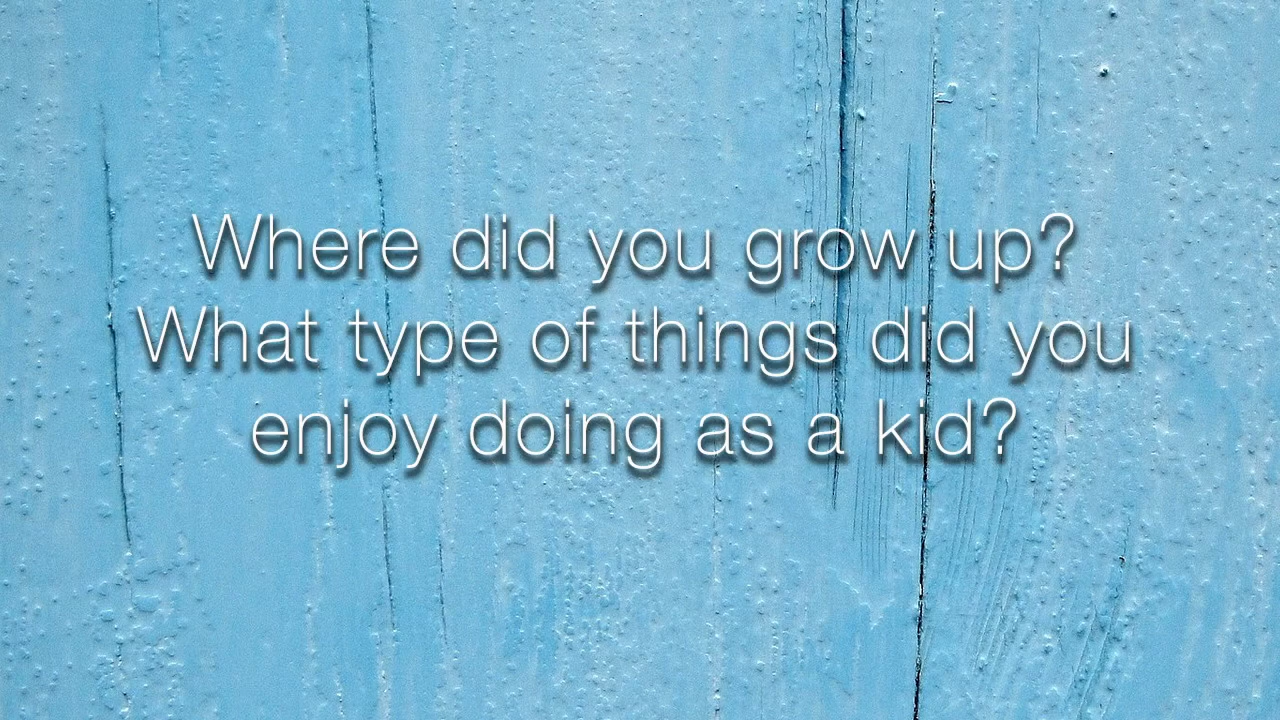 Where did you grow up?
What type of things did you
enjoy doing as a kid?